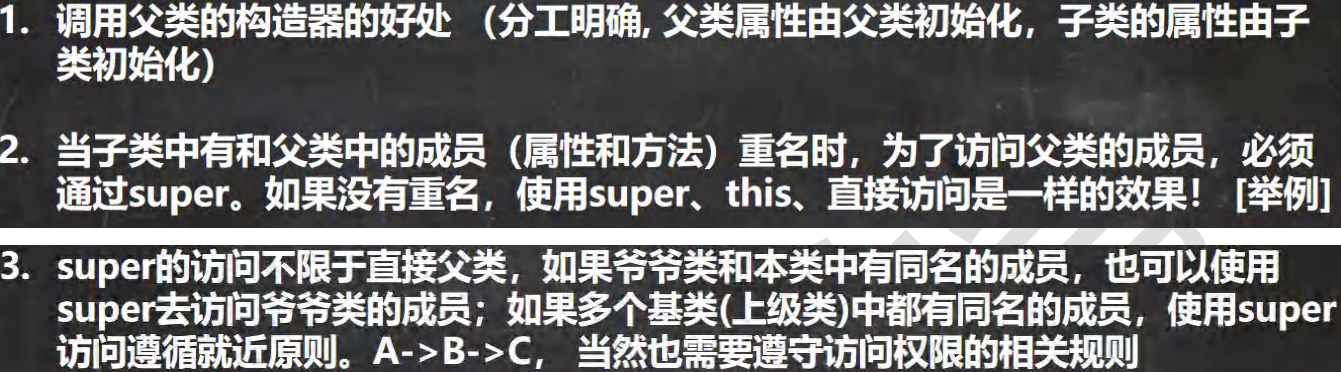 1. 调用父类的构造器的好处 （分工明确, 父类属性由父类初始化，子类的属性由子
类初始化）
2. 当子类中有和父类中的成员（属性和方法）重名时，为了访问父类的成员，必须
通过super。如果没有重名，使用super、this、直接访问是一样的效果！ [举例]
3. super的访问不限于直接父类，如果爷爷类和本类中有同名的成员，也可以使用
super去访问爷爷类的成员；如果多个基类(上级类)中都有同名的成员，使用super
访问遵循就近原则。A->B->C， 当然也需要遵守访问权限的相关规则